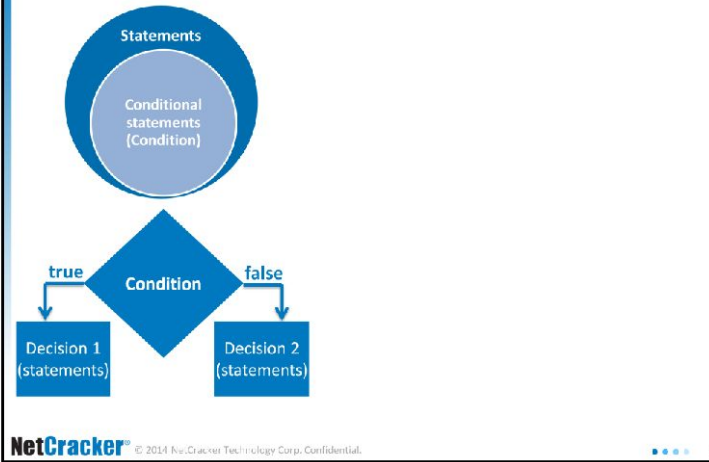 Statements
Conditional
statements
(Condition)
true
false
Condition
Decision 1
(statements)
Decision 2
(statements)
NetCracker® © 2014 NetCracker Technology Corp. Confidential.